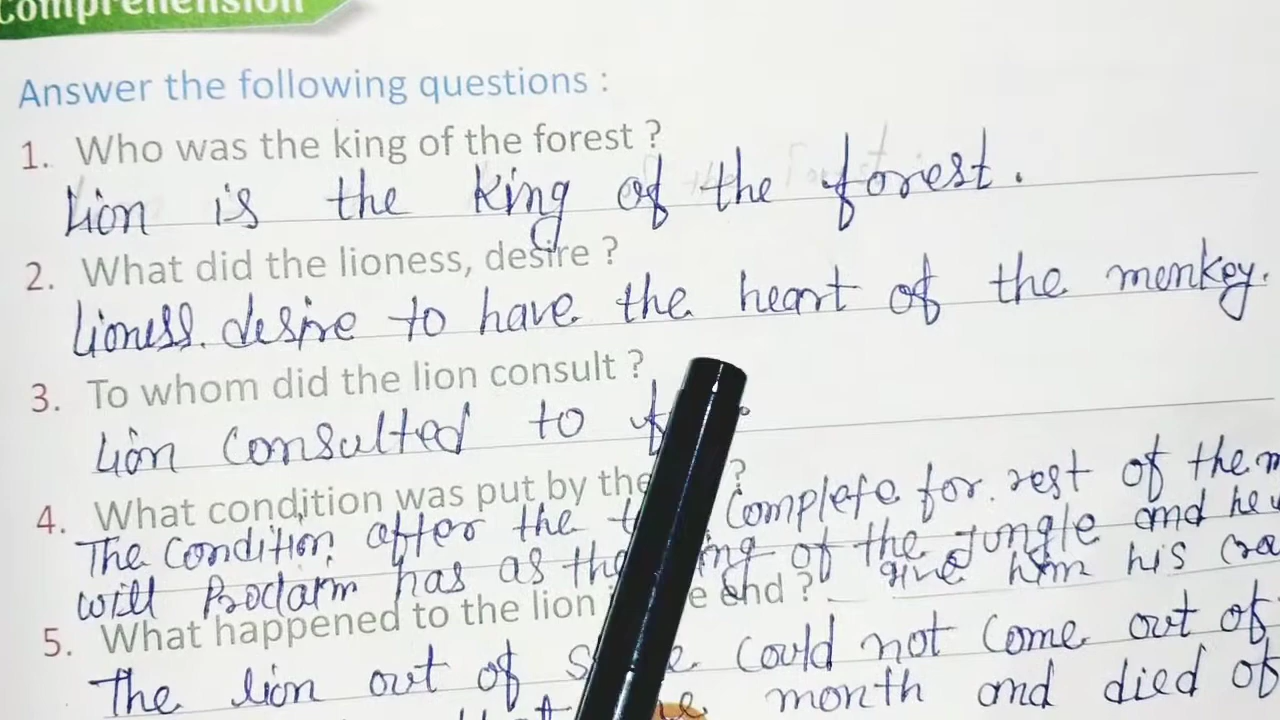 Comprehension
Answer the following questions :
1. Who was the king of the forest ?
Lion is the king of the forest.
2. What did the lioness, desire ?
Lioness. desire to have the heart of the monkey.
3. To whom did the lion consult ?
Lion consulted to
4. What condition was put by the ?
The condition after the complete for rest of them
will Proclaim has as the of the Jungle and he
give him his
5. What happened to the lion end ?
The lion out of could not come out of
month and died of